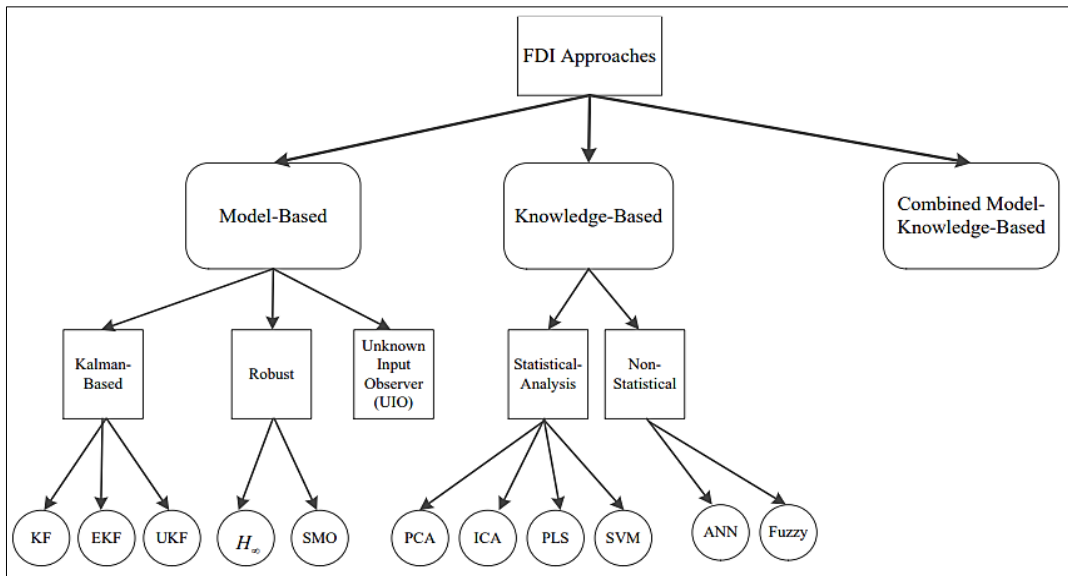 FDI Approaches
Model-Based
Knowledge-Based
Combined Model-
Knowledge-Based
Kalman-
Based
Robust
Unknown
Input
Observer
(UIO)
Statistical-
Analysis
Non-
Statistical
KF
EKF
UKF
H∞
SMO
PCA
ICA
PLS
SVM
ANN
Fuzzy